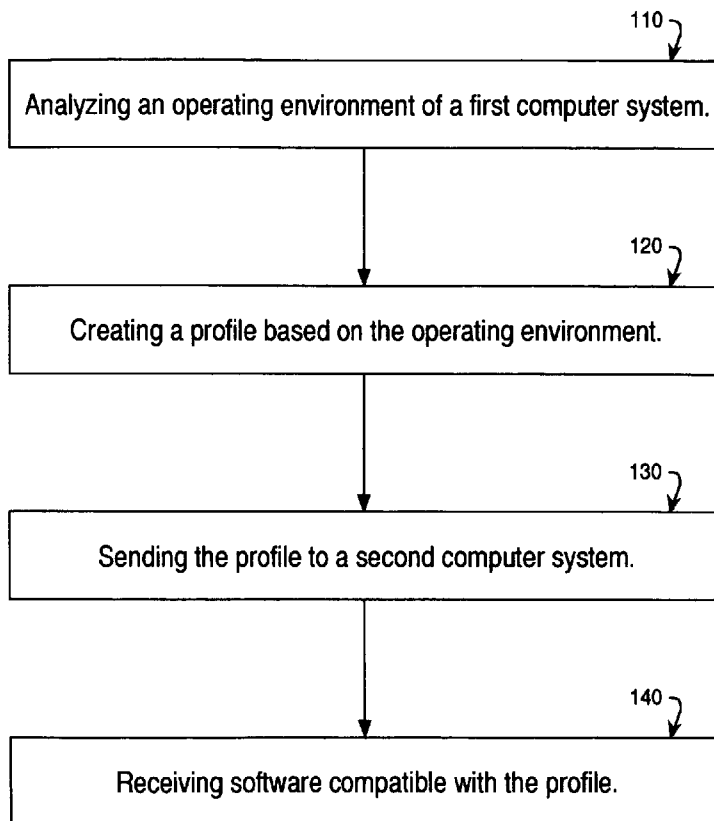 110
Analyzing an operating environment of a first computer system.
120
Creating a profile based on the operating environment.
130
Sending the profile to a second computer system.
140
Receiving software compatible with the profile.